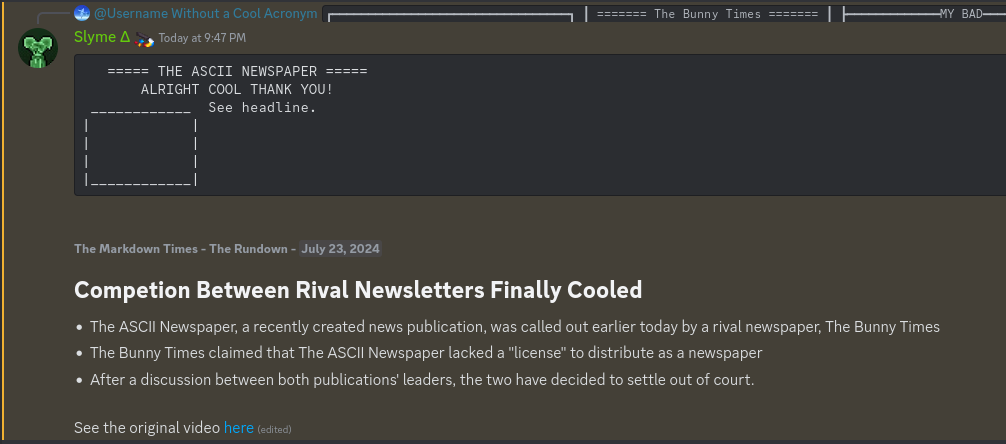 @Username Without a Cool Acronym ======= The Bunny Times ======= MY BAD
Slyme Δ Today at 9:47 PM
===== THE ASCII NEWSPAPER =====
ALRIGHT COOL THANK YOU!
____________ See headline.
| |
| |
| |
|____________|
The Markdown Times - The Rundown - July 23, 2024
Competion Between Rival Newsletters Finally Cooled
• The ASCII Newspaper, a recently created news publication, was called out earlier today by a rival newspaper, The Bunny Times
• The Bunny Times claimed that The ASCII Newspaper lacked a "license" to distribute as a newspaper
• After a discussion between both publications' leaders, the two have decided to settle out of court.
See the original video here (edited)